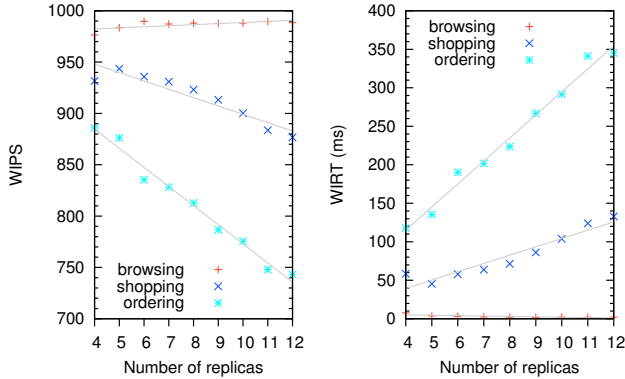 1000
950
900
850
800
750
700
WIPS
browsing
shopping
ordering
4 5 6 7 8 9 10 11 12
Number of replicas
400
350
300
250
200
150
100
50
0
WIRT (ms)
browsing
shopping
ordering
4 5 6 7 8 9 10 11 12
Number of replicas